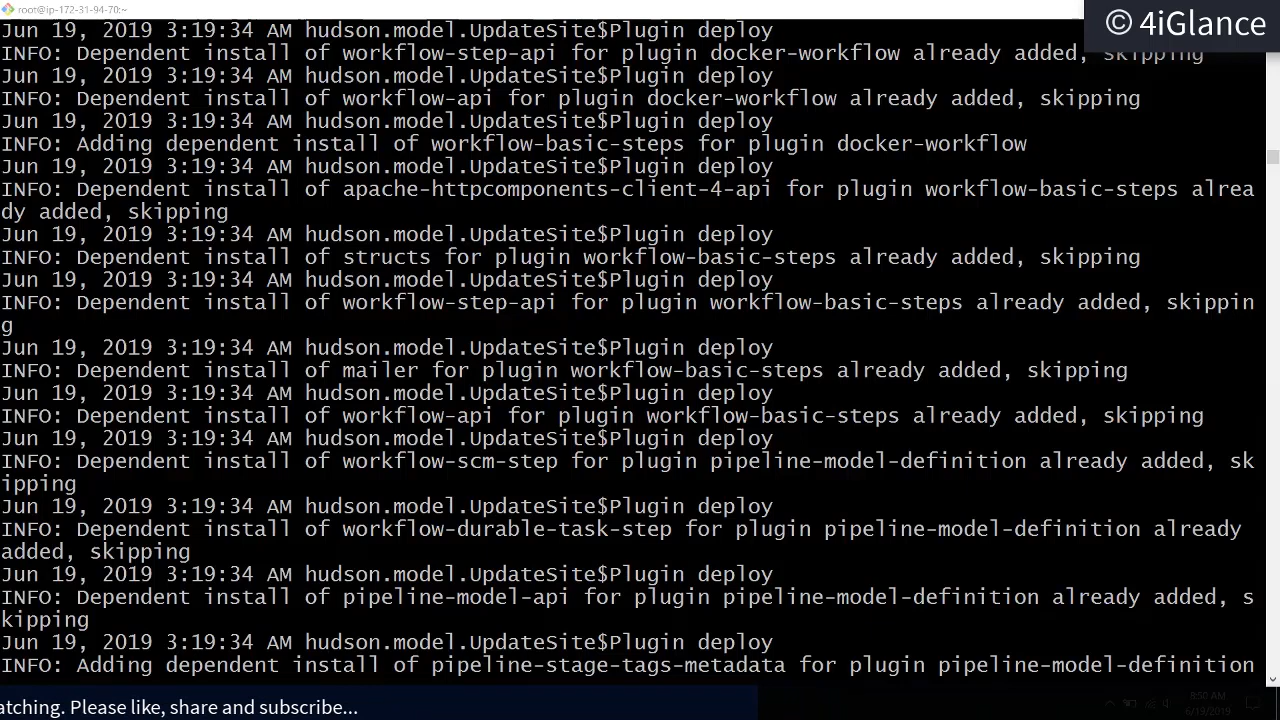 root@ip-172-31-94-70:~
© 4iGlance
Jun 19, 2019 3:19:34 AM hudson.model.UpdateSite$Plugin deploy
INFO: Dependent install of workflow-step-api for plugin docker-workflow already added, skipping
Jun 19, 2019 3:19:34 AM hudson.model.UpdateSite$Plugin deploy
INFO: Dependent install of workflow-api for plugin docker-workflow already added, skipping
Jun 19, 2019 3:19:34 AM hudson.model.UpdateSite$Plugin deploy
INFO: Adding dependent install of workflow-basic-steps for plugin docker-workflow
Jun 19, 2019 3:19:34 AM hudson.model.UpdateSite$Plugin deploy
INFO: Dependent install of apache-httpcomponents-client-4-api for plugin workflow-basic-steps alrea
dy added, skipping
Jun 19, 2019 3:19:34 AM hudson.model.UpdateSite$Plugin deploy
INFO: Dependent install of structs for plugin workflow-basic-steps already added, skipping
Jun 19, 2019 3:19:34 AM hudson.model.UpdateSite$Plugin deploy
INFO: Dependent install of workflow-step-api for plugin workflow-basic-steps already added, skippin
g
Jun 19, 2019 3:19:34 AM hudson.model.UpdateSite$Plugin deploy
INFO: Dependent install of mailer for plugin workflow-basic-steps already added, skipping
Jun 19, 2019 3:19:34 AM hudson.model.UpdateSite$Plugin deploy
INFO: Dependent install of workflow-api for plugin workflow-basic-steps already added, skipping
Jun 19, 2019 3:19:34 AM hudson.model.UpdateSite$Plugin deploy
INFO: Dependent install of workflow-scm-step for plugin pipeline-model-definition already added, sk
ipping
Jun 19, 2019 3:19:34 AM hudson.model.UpdateSite$Plugin deploy
INFO: Dependent install of workflow-durable-task-step for plugin pipeline-model-definition already
added, skipping
Jun 19, 2019 3:19:34 AM hudson.model.UpdateSite$Plugin deploy
INFO: Dependent install of pipeline-model-api for plugin pipeline-model-definition already added, s
kipping
Jun 19, 2019 3:19:34 AM hudson.model.UpdateSite$Plugin deploy
INFO: Adding dependent install of pipeline-stage-tags-metadata for plugin pipeline-model-definition
atching. Please like, share and subscribe...
8:50 AM
6/19/2019